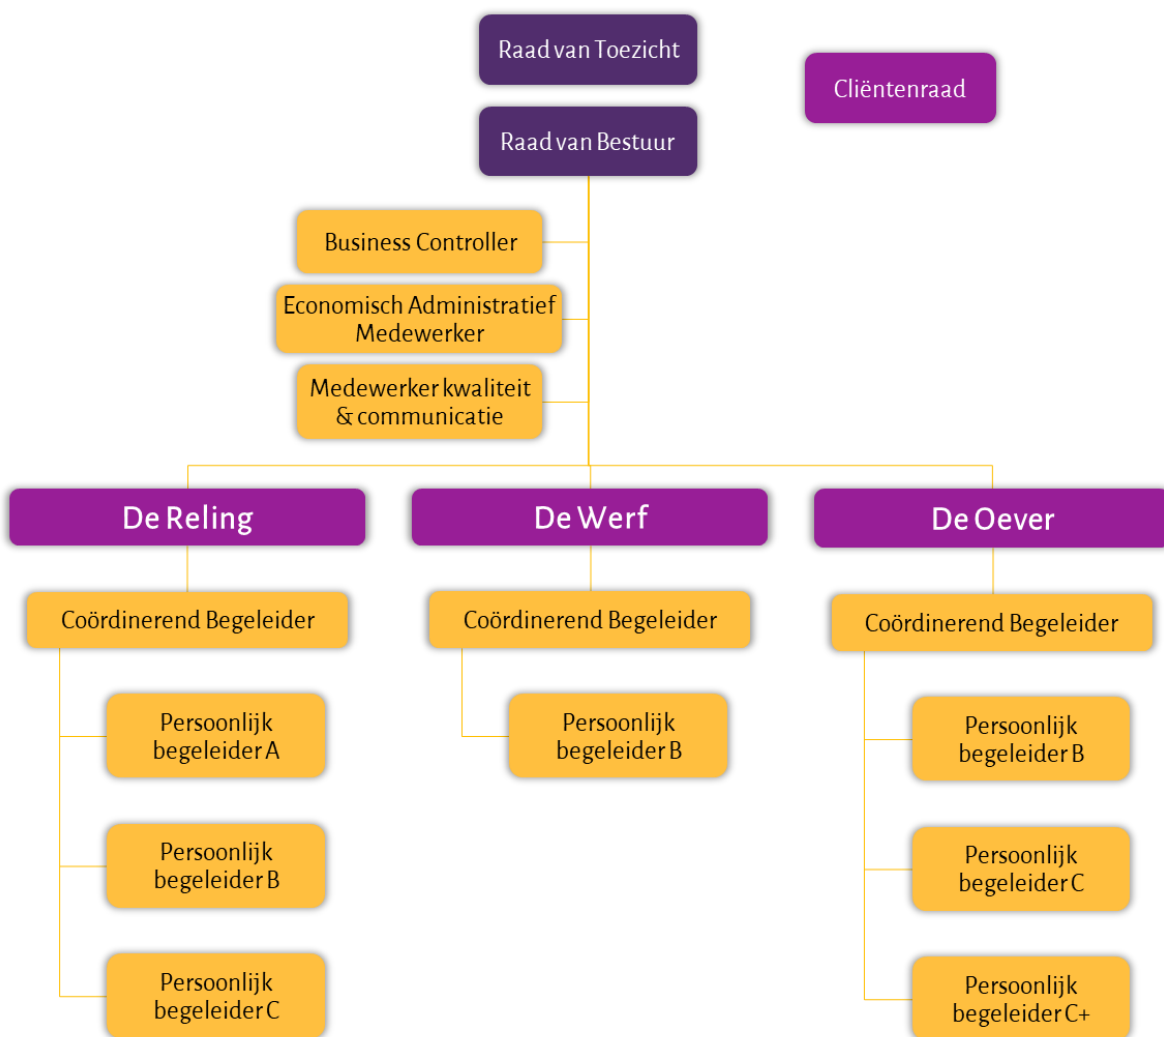 Raad van Toezicht
Cliëntenraad
Raad van Bestuur
Business Controller
Economisch Administratief
Medewerker
Medewerker kwaliteit
& communicatie
De Reling
De Werf
De Oever
Coördinerend Begeleider
Coördinerend Begeleider
Coördinerend Begeleider
Persoonlijk
begeleider A
Persoonlijk
begeleider B
Persoonlijk
begeleider C
Persoonlijk
begeleider B
Persoonlijk
begeleider B
Persoonlijk
begeleider C
Persoonlijk
begeleider C+